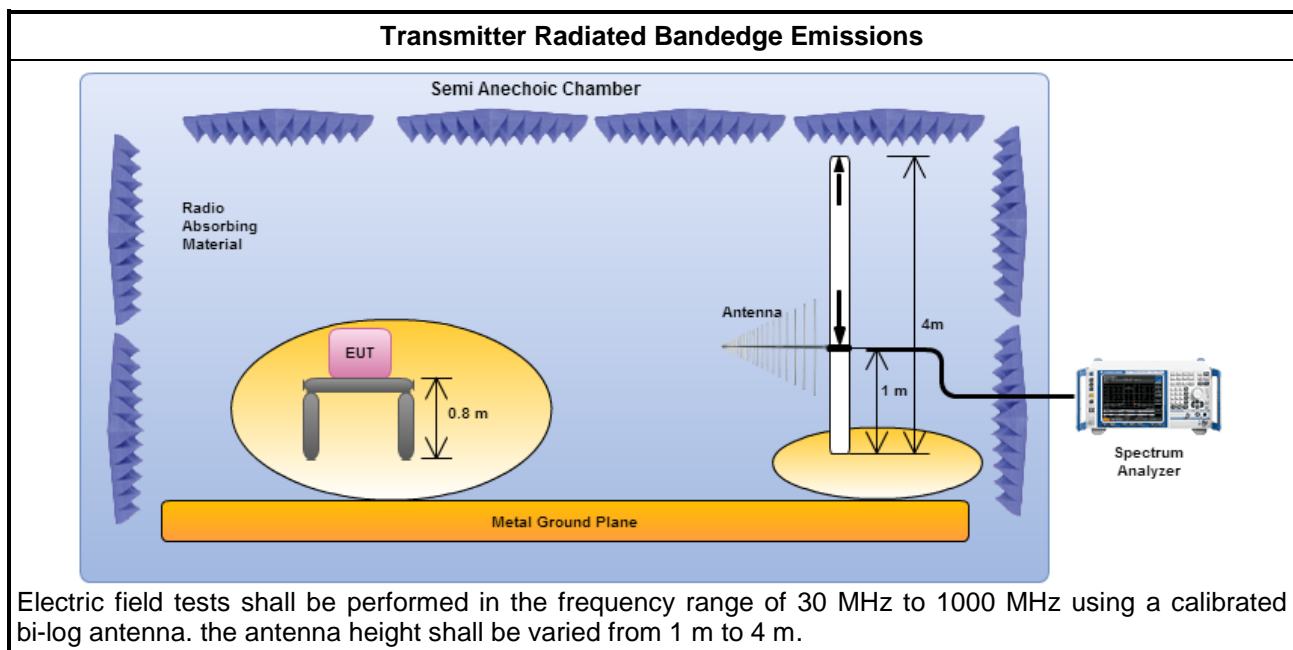 Transmitter Radiated Bandedge Emissions
Semi Anechoic Chamber
Radio
Absorbing
Material
Antenna
4m
EUT
1 m
0.8 m
Spectrum
Analyzer
Metal Ground Plane
Electric field tests shall be performed in the frequency range of 30 MHz to 1000 MHz using a calibrated
bi-log antenna. the antenna height shall be varied from 1 m to 4 m.